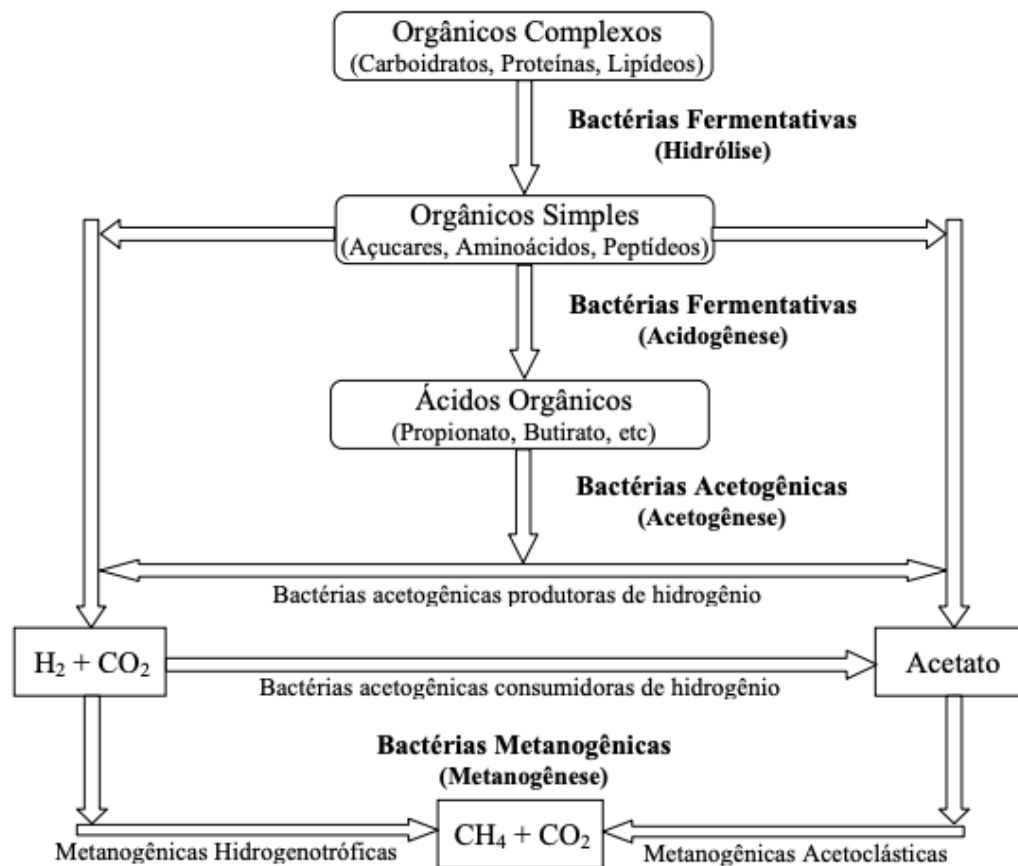 Orgânicos Complexos
(Carboidratos, Proteínas, Lipídeos)
Bactérias Fermentativas
(Hidrólise)
Orgânicos Simples
(Açucares, Aminoácidos, Peptídeos)
Bactérias Fermentativas
(Acidogênese)
Ácidos Orgânicos
(Propionato, Butirato, etc)
Bactérias Acetogênicas
(Acetogênese)
Bactérias acetogênicas produtoras de hidrogênio
H₂ + CO₂
Acetato
Bactérias acetogênicas consumidoras de hidrogênio
Bactérias Metanogênicas
(Metanogênese)
CH₄ + CO₂
Metanogênicas Hidrogenotróficas
Metanogênicas Acetoclásticas